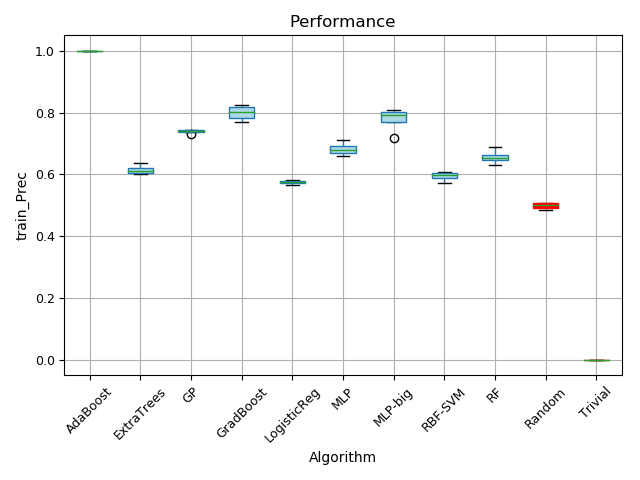 Performance
train_Prec
1.0
0.8
0.6
0.4
0.2
0.0
AdaBoost
ExtraTrees
GP
GradBoost
LogisticReg
MLP
MLP-big
RBF-SVM
RF
Random
Trivial
Algorithm